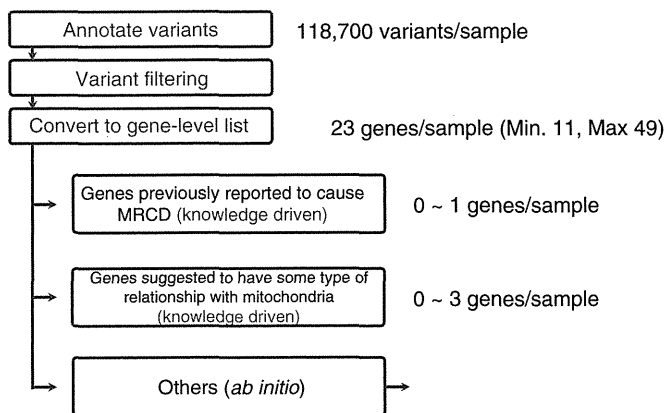 Annotate variants
118,700 variants/sample
Variant filtering
Convert to gene-level list
23 genes/sample (Min. 11, Max 49)
Genes previously reported to cause
MRCD (knowledge driven)
0 ~ 1 genes/sample
Genes suggested to have some type of
relationship with mitochondria
(knowledge driven)
0 ~ 3 genes/sample
Others (ab initio)